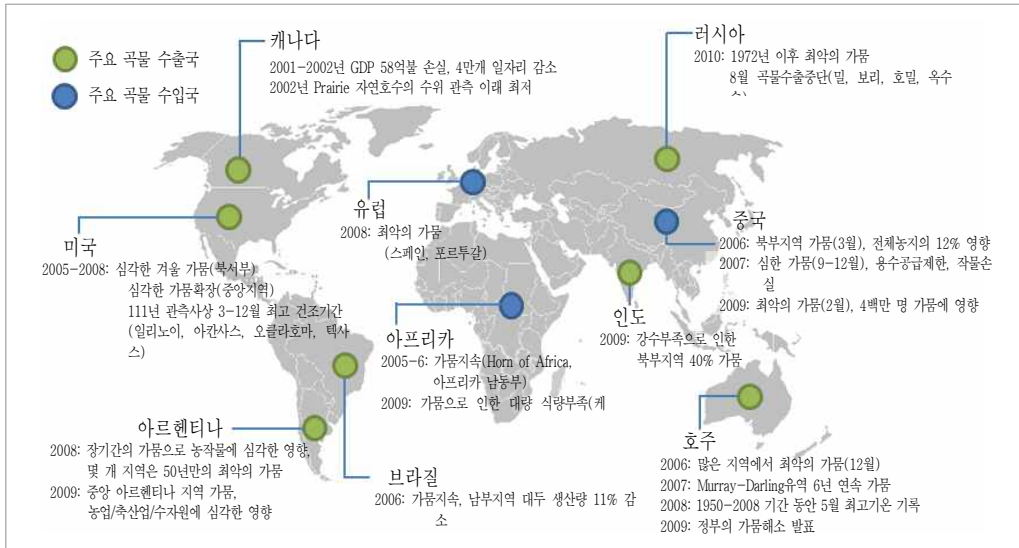 주요 곡물 수출국
주요 곡물 수입국
캐나다
2001-2002년 GDP 58억불 손실, 4만개 일자리 감소
2002년 Prairie 자연호수의 수위 관측 이래 최저
러시아
2010: 1972년 이후 최악의 가뭄
8월 곡물수출중단(밀, 보리, 호밀, 옥수
미국
2005-2008: 심각한 겨울 가뭄(북서부)
심각한 가뭄확장(중앙지역)
111년 관측사상 3-12월 최고 건조기간
(일리노이, 아칸사스, 오클라호마, 텍사
스)
유럽
2008: 최악의 가뭄
(스페인, 포르투갈)
중국
2006: 북부지역 가뭄(3월), 전체농지의 12% 영향
2007: 심한 가뭄(9-12월), 용수공급제한, 작물손
실
2009: 최악의 가뭄(2월), 4백만 명 가뭄에 영향
인도
2009: 강수부족으로 인한
북부지역 40% 가뭄
아프리카
2005-6: 가뭄지속(Horn of Africa,
아프리카 남동부)
2009: 가뭄으로 인한 대량 식량부족(케
아르헨티나
2008: 장기간의 가뭄으로 농작물에 심각한 영향,
몇 개 지역은 50년만의 최악의 가뭄
2009: 중앙 아르헨티나 지역 가뭄,
농업/축산업/수자원에 심각한 영향
브라질
2006: 가뭄지속, 남부지역 대두 생산량 11% 감
소
호주
2006: 많은 지역에서 최악의 가뭄(12월)
2007: Murray-Darling유역 6년 연속 가뭄
2008: 1950-2008 기간 동안 5월 최고기온 기록
2009: 정부의 가뭄해소 발표